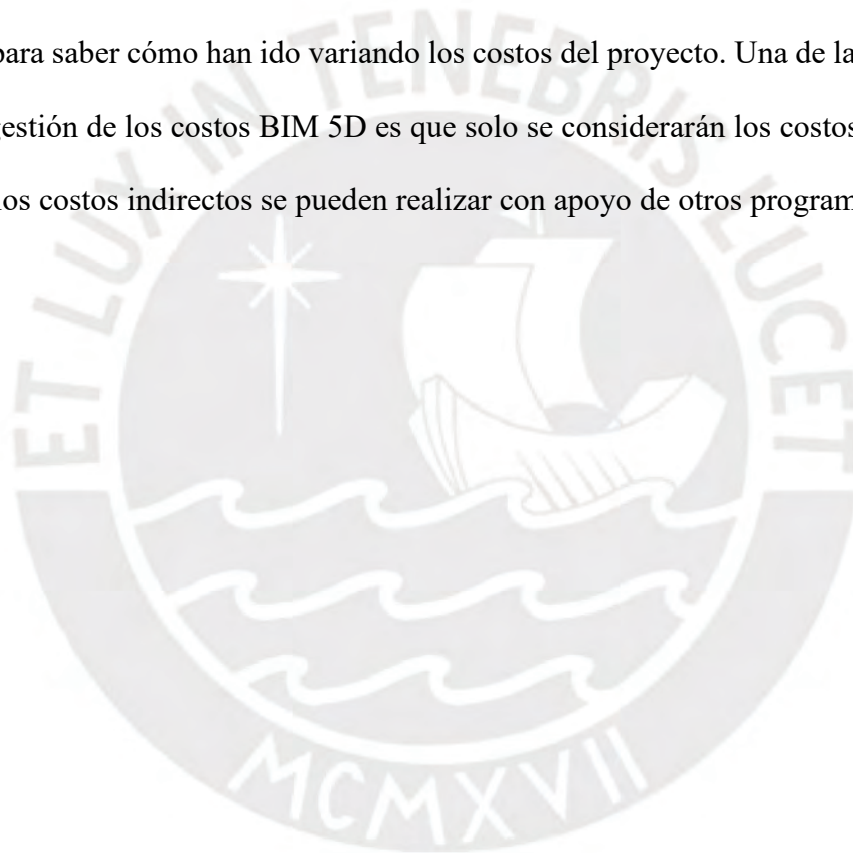 para saber cómo han ido variando los costos del proyecto. Una de la
gestión de los costos BIM 5D es que solo se considerarán los costos
los costos indirectos se pueden realizar con apoyo de otros program
ET LUX IN TENEBRIS LUCET
MCMXVII